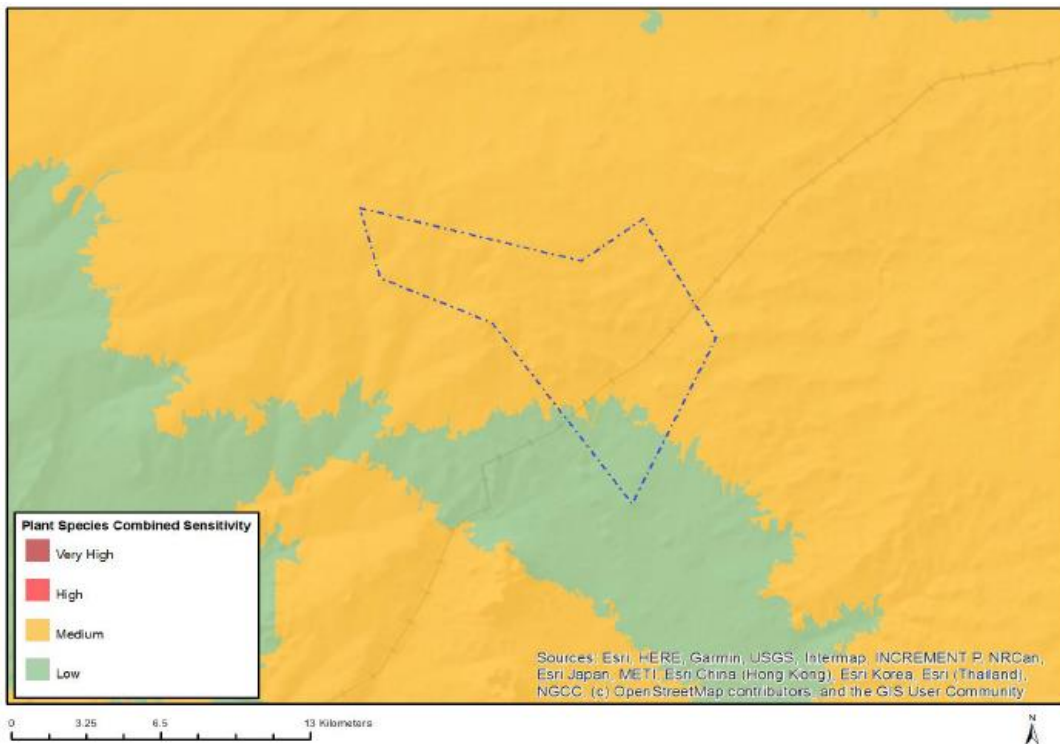 Plant Species Combined Sensitivity
Very High
High
Medium
Low
Sources: Esri, HERE, Garmin, USGS, Intermap, INCREMENT P, NRCan,
Esri Japan, METI, Esri China (Hong Kong), Esri Korea, Esri (Thailand),
NGCC, (c) OpenStreetMap contributors, and the GIS User Community
0 3.25 6.5 13 Kilometers
N